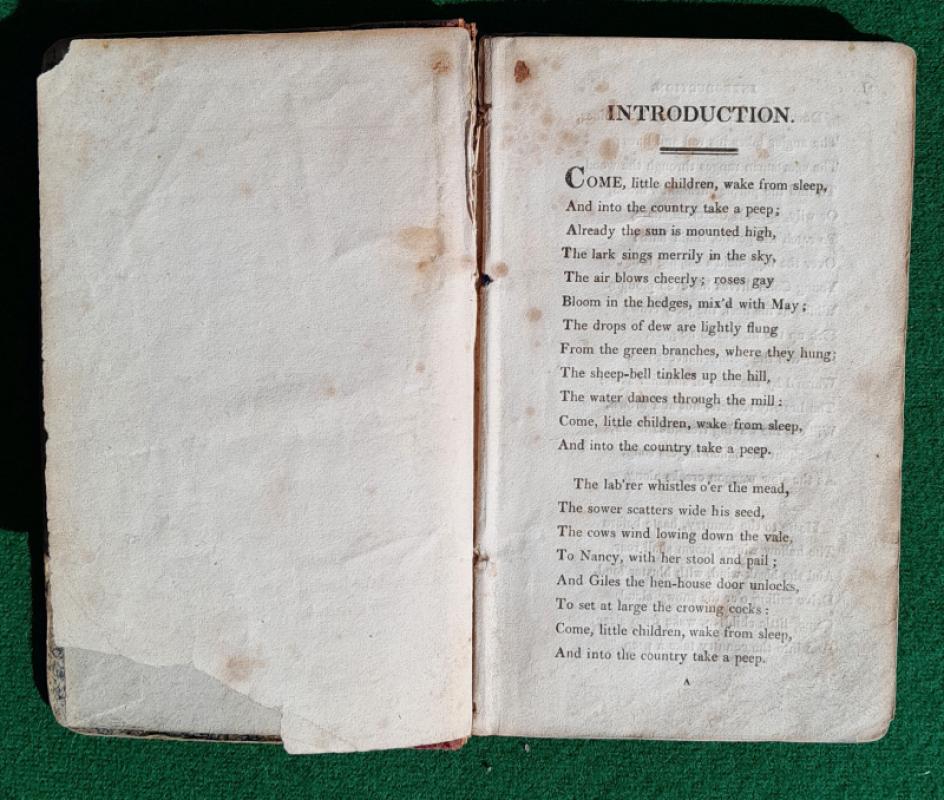 INTRODUCTION.
COME, little children, wake from sleep,
And into the country take a peep;
Already the sun is mounted high,
The lark sings merrily in the sky,
The air blows cheerly; roses gay
Bloom in the hedges, mix'd with May;
The drops of dew are lightly flung
From the green branches, where they hung;
The sheep-bell tinkles up the hill,
The water dances through the mill:
Come, little children, wake from sleep,
And into the country take a peep.
The lab'rer whistles o'er the mead,
The sower scatters wide his seed,
The cows wind lowing down the vale,
To Nancy, with her stool and pail;
And Giles the hen-house door unlocks,
To set at large the crowing cocks:
Come, little children, wake from sleep,
And into the country take a peep.
A